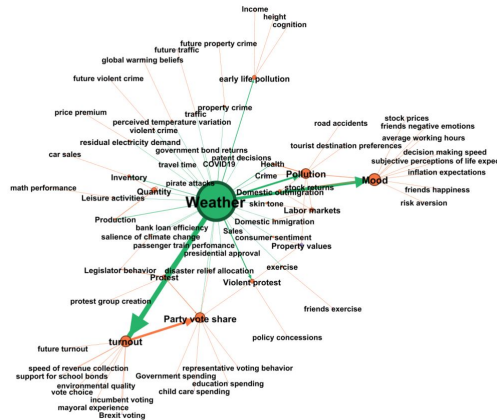 Income
height
cognition
future property crime
future traffic
global warming beliefs
early life pollution
future violent crime
property crime
stock prices
price premium
traffic
road accidents
friends negative emotions
perceived temperature variation
average working hours
violent crime
residual electricity demand
government bond returns
tourist destination preferences
decision making speed
car sales
patent decisions
subjective perceptions of life expec
travel time
COVID19
Health
Pollution
inflation expectations
Inventory
Crime
Mood
math performance
pirate attacks
stock returns
Quantity
Domestic outmigration
friends happiness
Leisure activities
Weather
skin tone
Labor markets
risk aversion
Production
Domestic Inmigration
bank loan efficiency
Sales
salience of climate change
consumer sentiment
passenger train perfomance
Property values
presidential approval
Legislator behavior
disaster relief allocation
exercise
Protest
Violent protest
protest group creation
friends exercise
Party vote share
policy concessions
turnout
future turnout
speed of revenue collection
representative voting behavior
support for school bonds
Government spending
environmental quality
education spending
vote choice
incumbent voting
child care spending
mayoral experience
Brexit voting